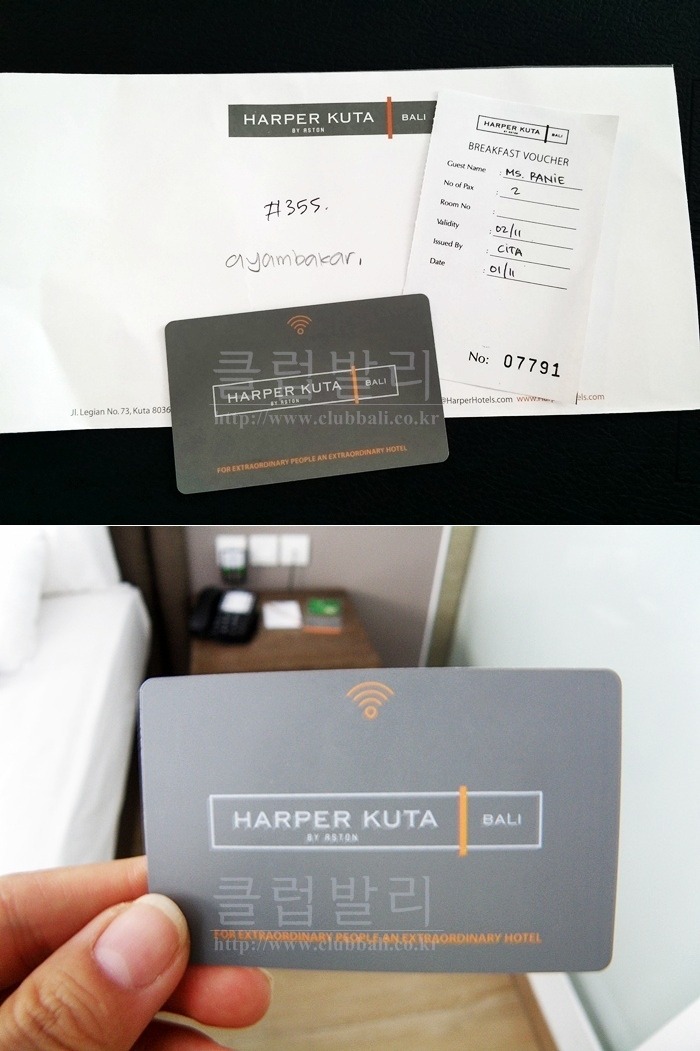 HARPER KUTA BALI
BY ASTON
#355.
ayambakar,
HARPER KUTA BALI
BY ASTON
BREAKFAST VOUCHER
Guest Name : MS. RANIE
No of Pax : 2
Room No :
Validity : 02/11
Issued By : CITA
Date : 01/11
No: 07791
Jl. Legian No. 73, Kuta 8036
@HarperHotels.com
클럽발리
HARPER KUTA BALI
BY ASTON
http://www.clubbali.co.kr
FOR EXTRAORDINARY PEOPLE AN EXTRAORDINARY HOTEL
HARPER KUTA BALI
BY ASTON
클럽발리
FOR EXTRAORDINARY PEOPLE AN EXTRAORDINARY HOTEL
http://www.clubbali.co.kr